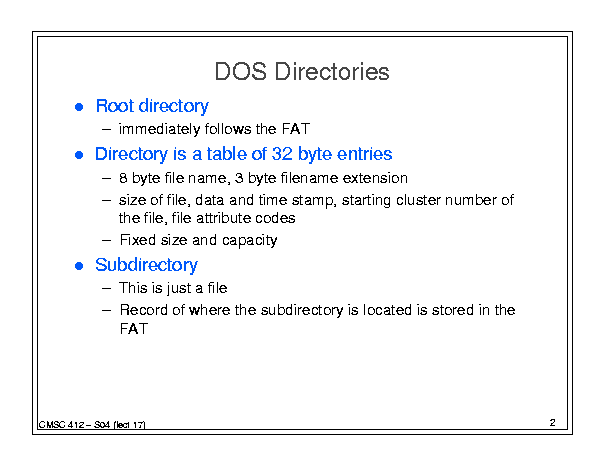 DOS Directories
● Root directory
– immediately follows the FAT
● Directory is a table of 32 byte entries
– 8 byte file name, 3 byte filename extension
– size of file, data and time stamp, starting cluster number of
the file, file attribute codes
– Fixed size and capacity
● Subdirectory
– This is just a file
– Record of where the subdirectory is located is stored in the
FAT
CMSC 412 – S04 (lect 17)
2